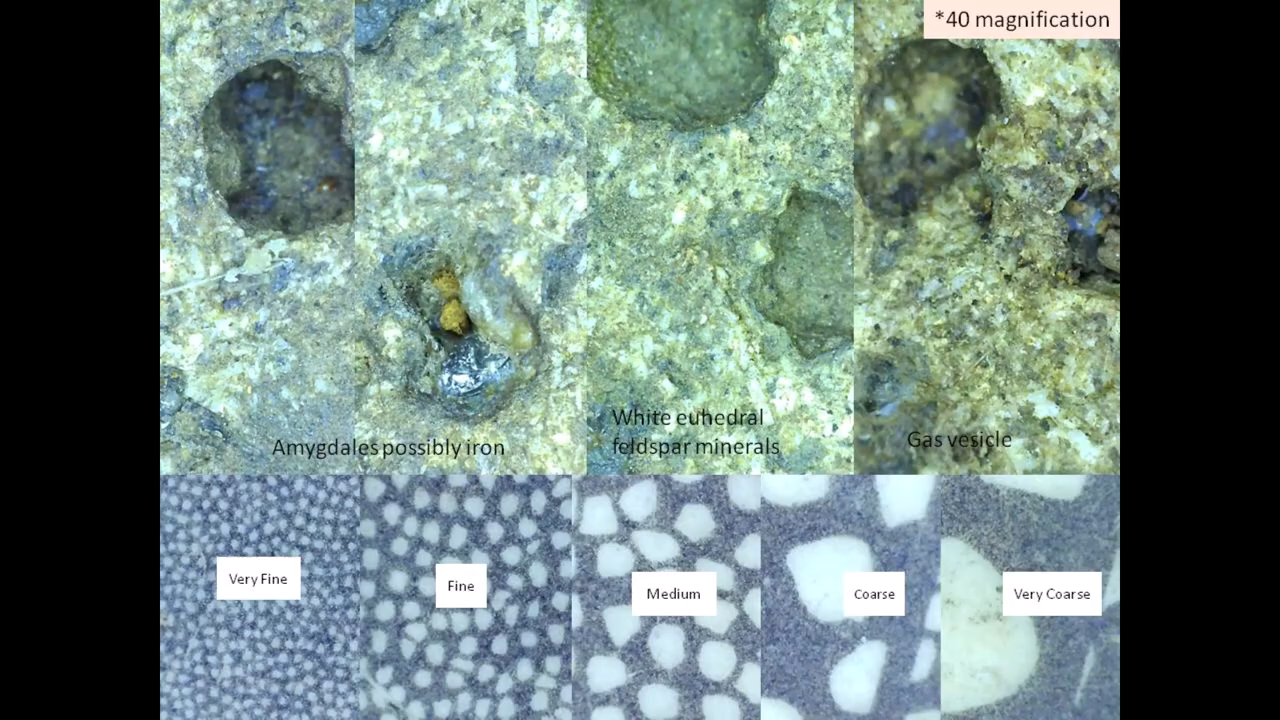 *40 magnification
Amygdales possibly iron
White euhedral
feldspar minerals
Gas vesicle
Very Fine
Fine
Medium
Coarse
Very Coarse